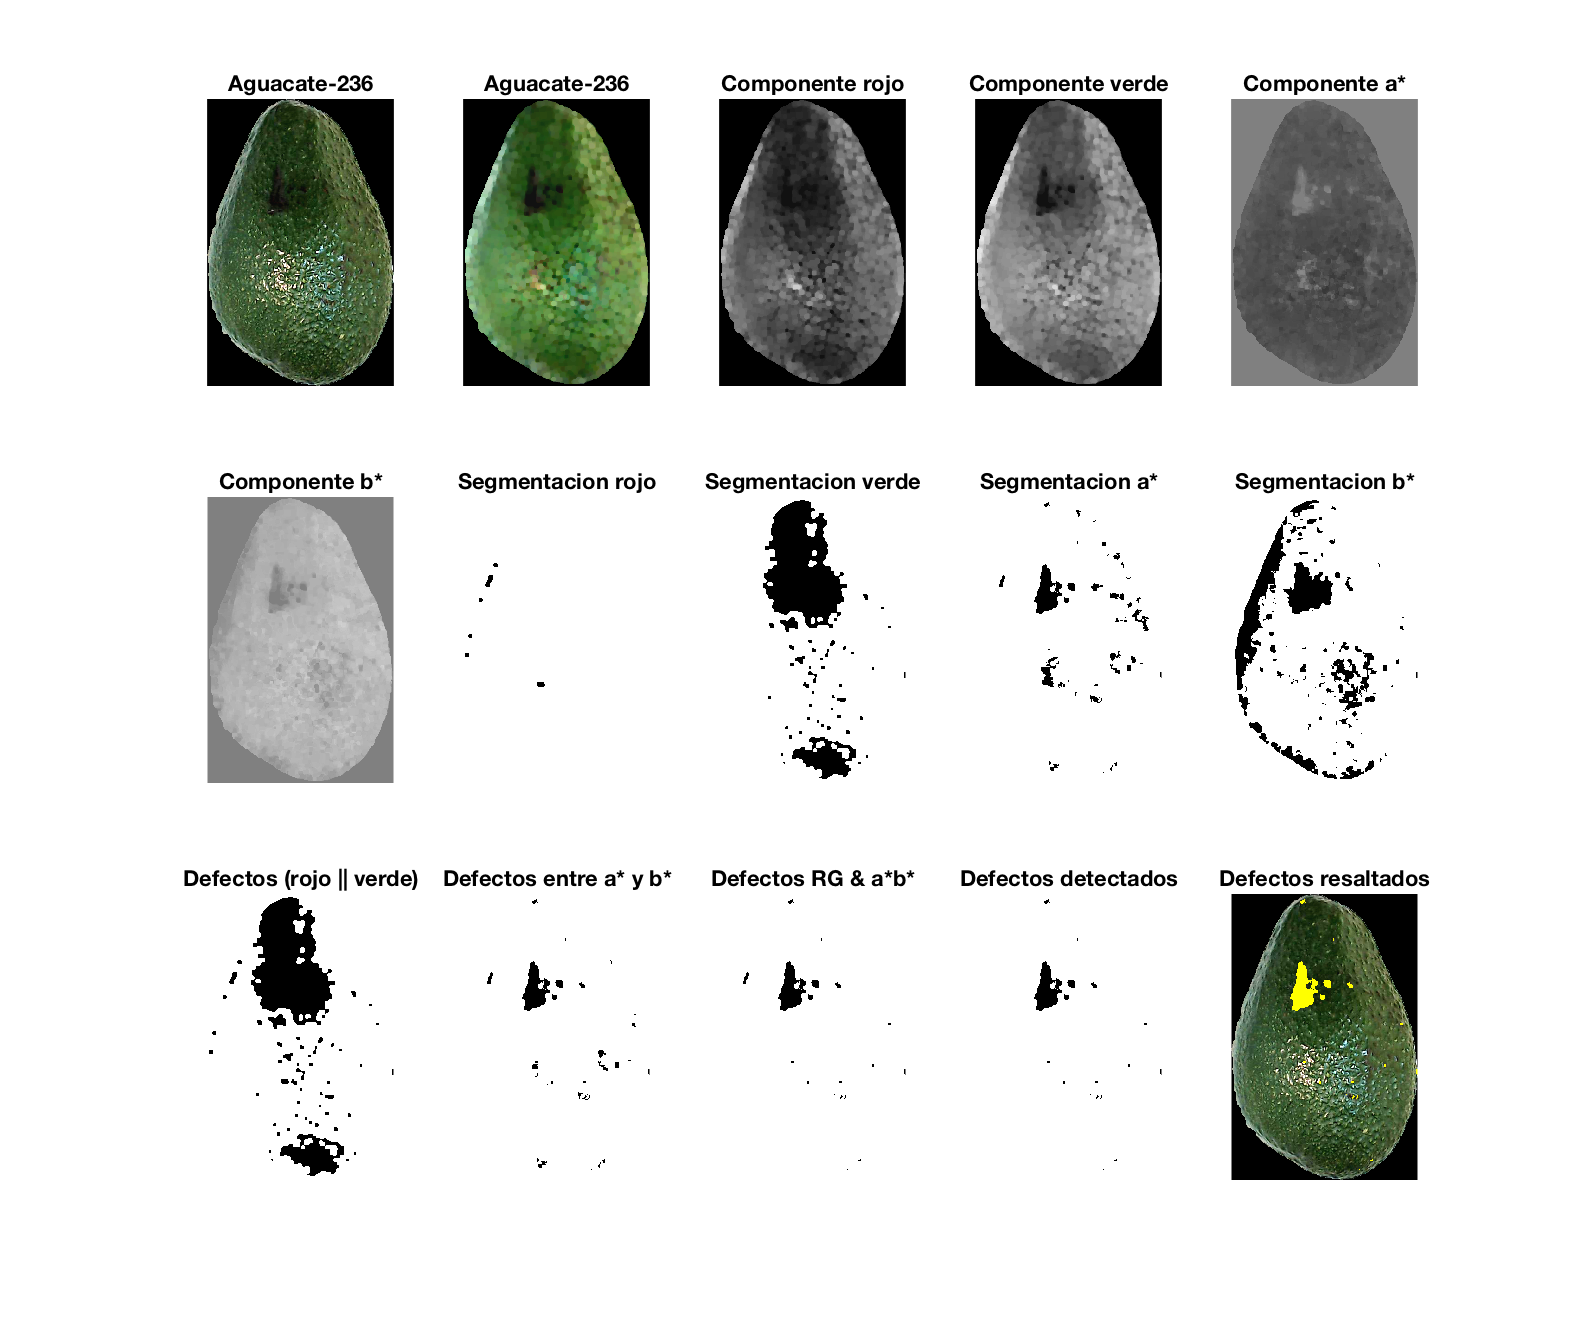 Aguacate-236
Aguacate-236
Componente rojo
Componente verde
Componente a*
Componente b*
Segmentacion rojo
Segmentacion verde
Segmentacion a*
Segmentacion b*
Defectos (rojo || verde)
Defectos entre a* y b*
Defectos RG & a*b*
Defectos detectados
Defectos resaltados